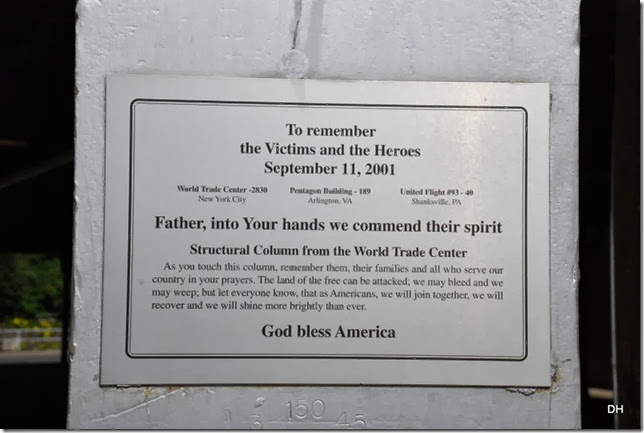 To remember
the Victims and the Heroes
September 11, 2001
World Trade Center -2830 Pentagon Building - 189 United Flight #93 - 40
New York City Arlington, VA Shanksville, PA
Father, into Your hands we commend their spirit
Structural Column from the World Trade Center
As you touch this column, remember them, their families and all who serve our
country in your prayers. The land of the free can be attacked; we may bleed and we
may weep; but let everyone know, that as Americans, we will join together, we will
recover and we will shine more brightly than ever.
God bless America
150
3 45
DH